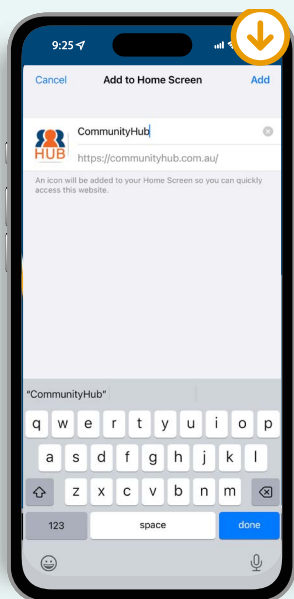 9:25
Cancel Add to Home Screen Add
CommunityHub
HUB
https://communityhub.com.au/
An icon will be added to your Home Screen so you can quickly
access this website.
"CommunityHub"
q w e r t y u i o p
a s d f g h j k l
z x c v b n m
123 space done